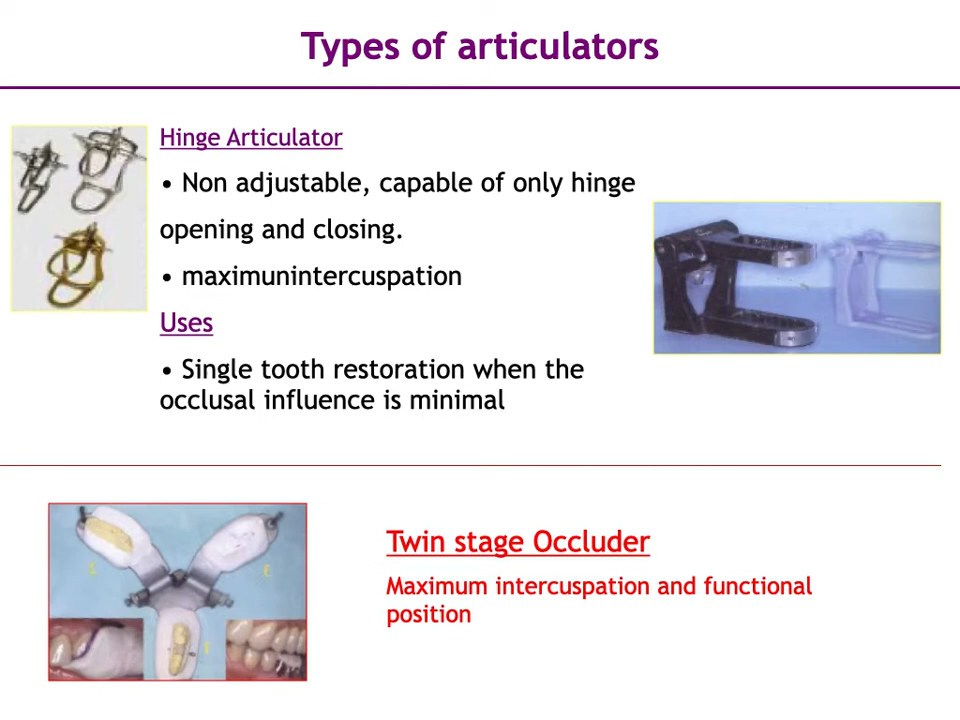 Types of articulators
Hinge Articulator
• Non adjustable, capable of only hinge
opening and closing.
• maximunintercuspation
Uses
• Single tooth restoration when the
occlusal influence is minimal
Twin stage Occluder
Maximum intercuspation and functional
position